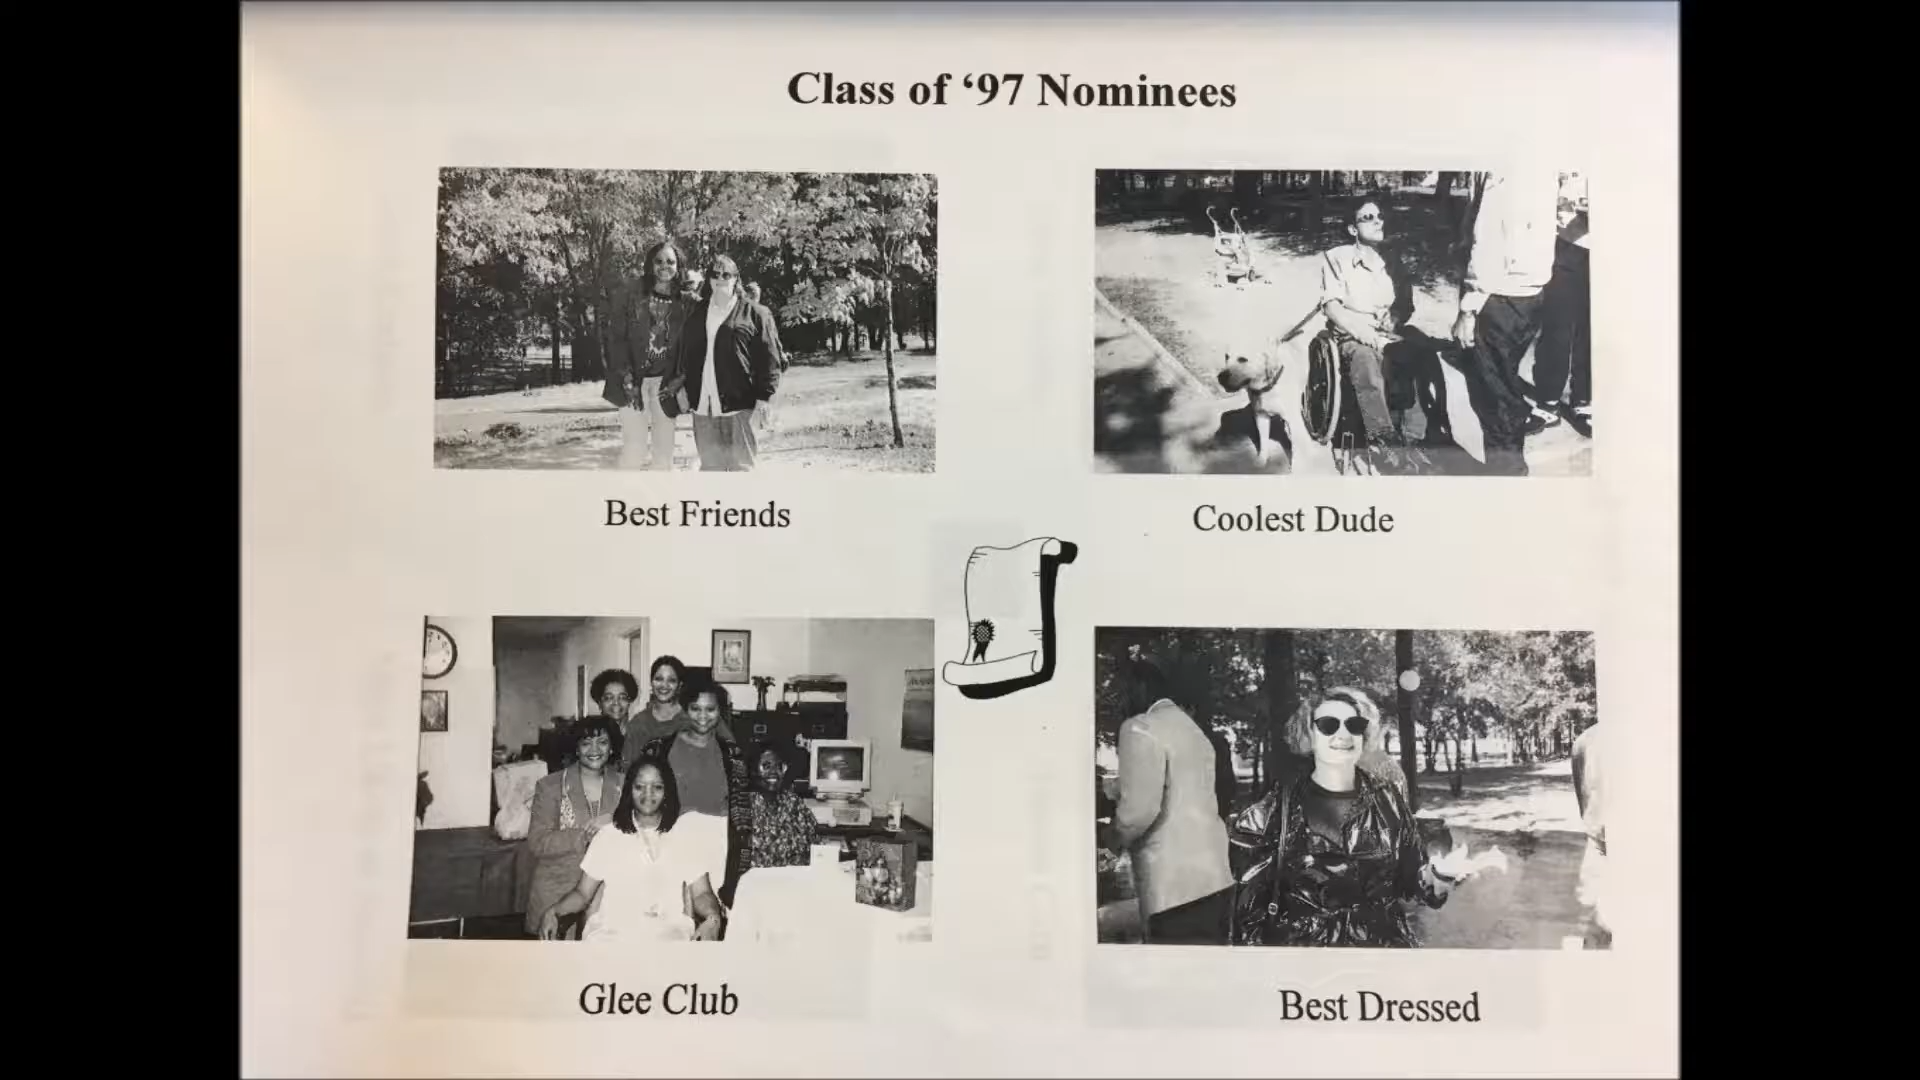 Class of ‘97 Nominees
Best Friends
Coolest Dude
Glee Club
Best Dressed